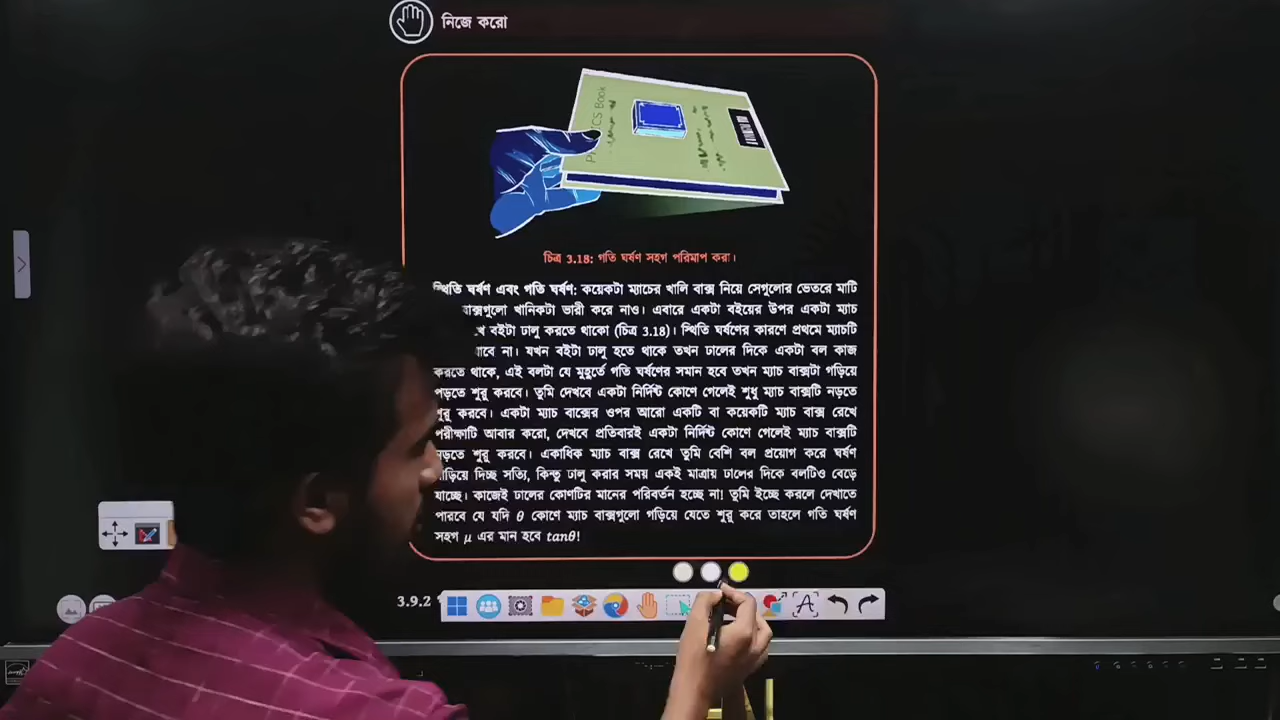 নিজে করো
ICS Book
চিত্র 3.18: গতি ঘর্ষণ সহগ পরিমাপ করা।
স্থিতি ঘর্ষণ এবং গতি ঘর্ষণ: কয়েকটা ম্যাচের খালি বাক্স নিয়ে সেগুলোর ভেতরে মাটি
বাক্সগুলো খানিকটা ভারী করে নাও। এবারে একটা বইয়ের উপর একটা ম্যাচ
বইটা ঢালু করতে থাকো (চিত্র 3.18)। স্থিতি ঘর্ষণের কারণে প্রথমে ম্যাচটি
যাবে না। যখন বইটা ঢালু হতে থাকে তখন ঢালের দিকে একটা বল কাজ
করতে থাকে, এই বলটা যে মুহূর্তে গতি ঘর্ষণের সমান হবে তখন ম্যাচ বাক্সটা গড়িয়ে
পড়তে শুরু করবে। তুমি দেখবে একটা নির্দিষ্ট কোণে গেলেই শুধু ম্যাচ বাক্সটি নড়তে
শুরু করবে। একটা ম্যাচ বাক্সের ওপর আরো একটি বা কয়েকটি ম্যাচ বাক্স রেখে
পরীক্ষাটি আবার করো, দেখবে প্রতিবারই একটা নির্দিষ্ট কোণে গেলেই ম্যাচ বাক্সটি
নড়তে শুরু করবে। একাধিক ম্যাচ বাক্স রেখে তুমি বেশি বল প্রয়োগ করে ঘর্ষণ
বাড়িয়ে দিচ্ছ সত্যি, কিন্তু ঢালু করার সময় একই মাত্রায় ঢালের দিকে বলটিও বেড়ে
যাচ্ছে। কাজেই ঢালের কোণটির মানের পরিবর্তন হচ্ছে না! তুমি ইচ্ছে করলে দেখাতে
পারবে যে যদি θ কোণে ম্যাচ বাক্সগুলো গড়িয়ে যেতে শুরু করে তাহলে গতি ঘর্ষণ
সহগ μ এর মান হবে tanθ!
3.9.2